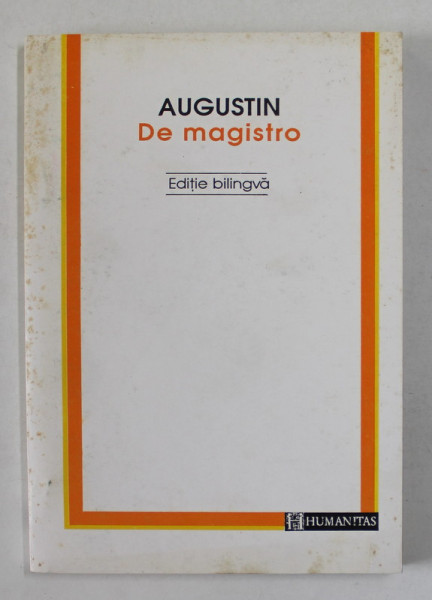 AUGUSTIN
De magistro
Ediție bilingvă
HUMANITAS